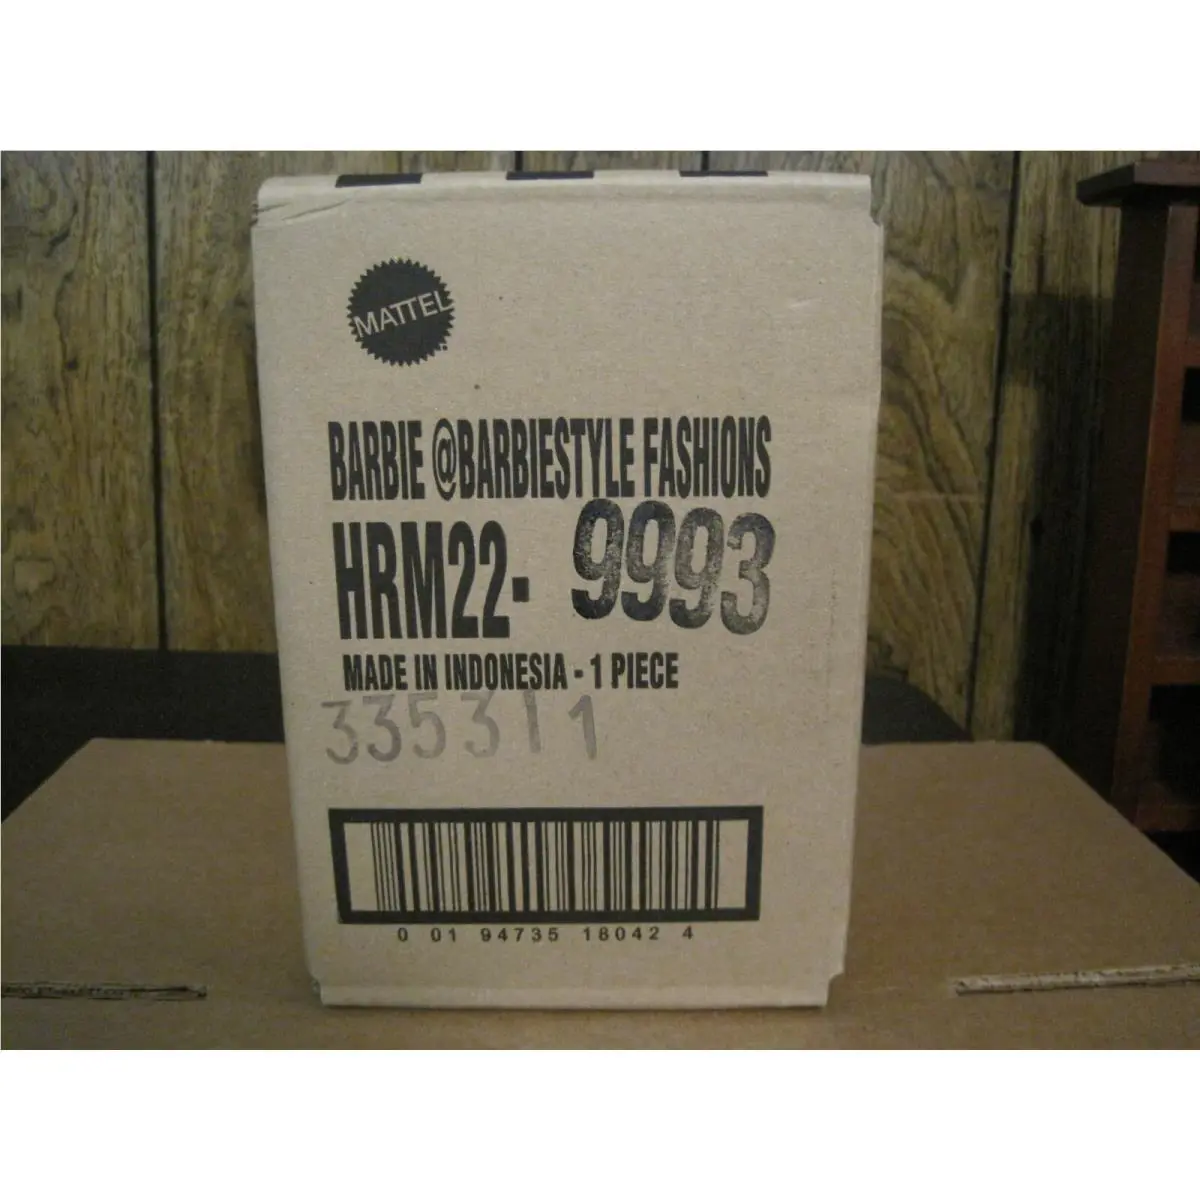 MATTEL
BARBIE @BARBIESTYLE FASHIONS
HRM22- 9993
MADE IN INDONESIA - 1 PIECE
335311
0 01 94735 18042 4